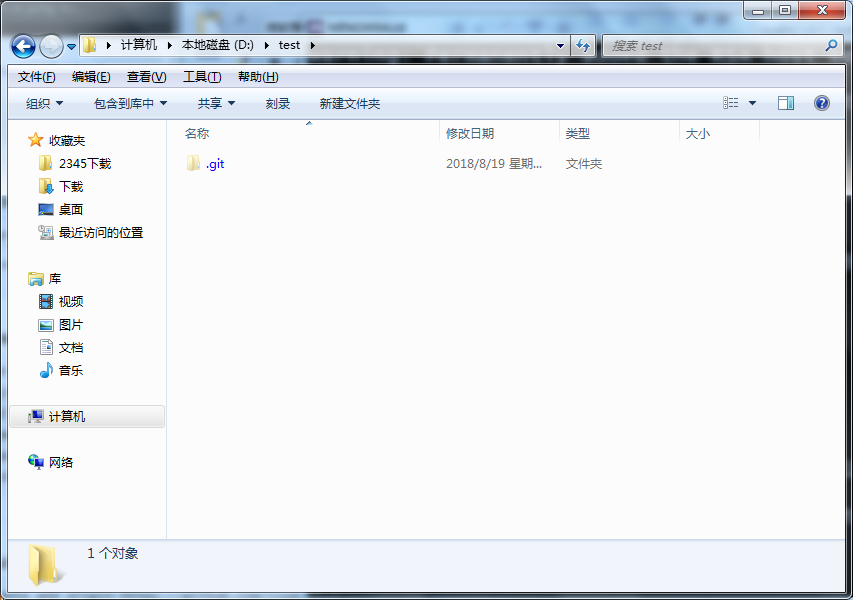 计算机 本地磁盘 (D:) test
搜索 test
文件(F) 编辑(E) 查看(V) 工具(T) 帮助(H)
组织 包含到库中 共享 刻录 新建文件夹
名称 修改日期 类型 大小
.git 2018/8/19 星期... 文件夹
收藏夹
2345下载
下载
桌面
最近访问的位置
库
视频
图片
文档
音乐
计算机
网络
1 个对象